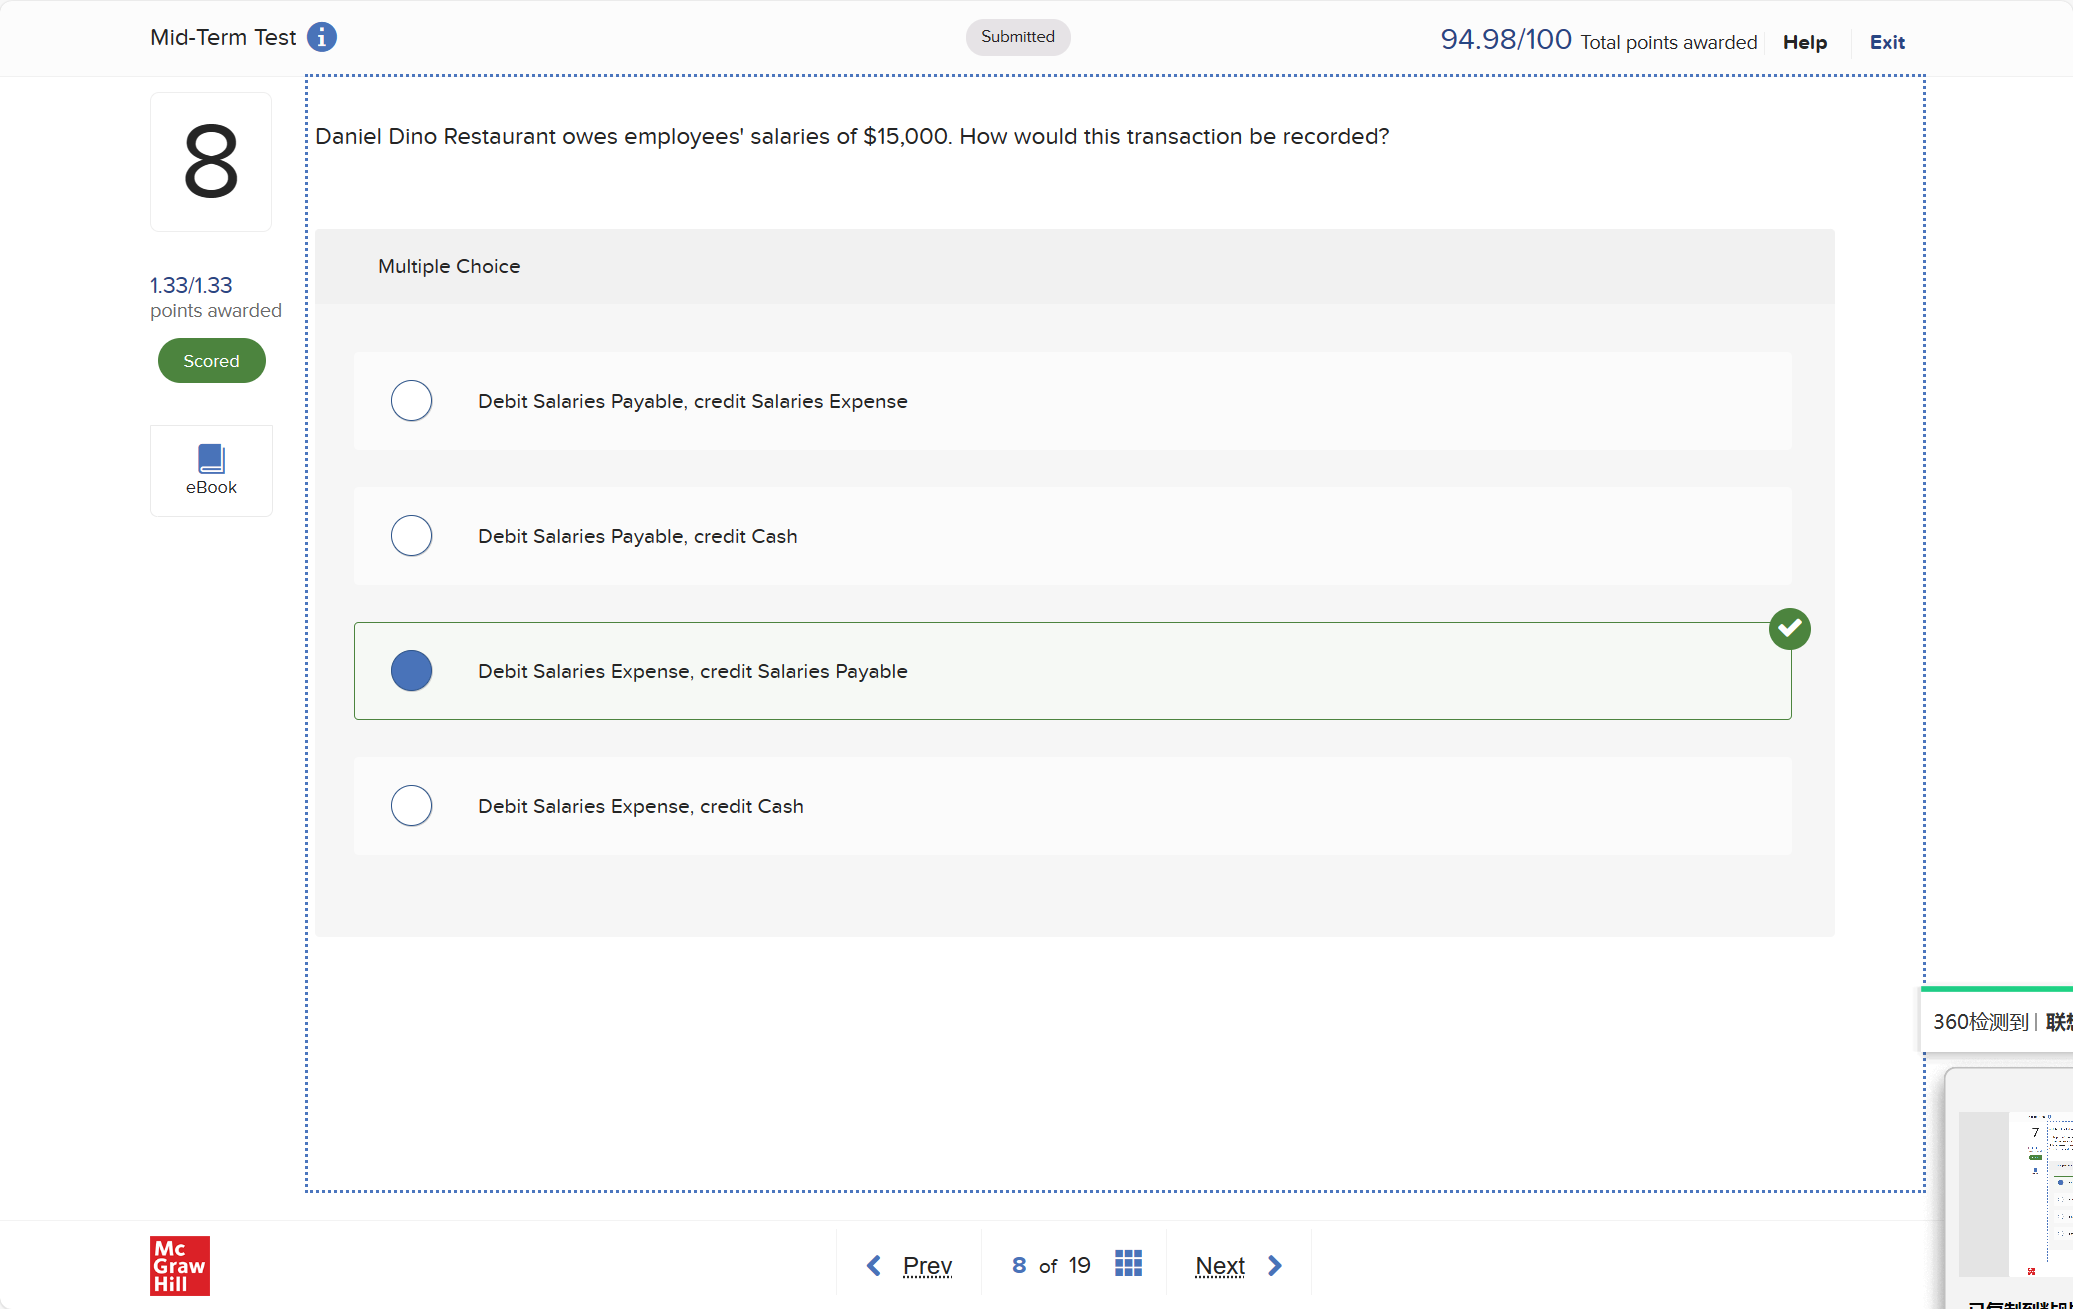 Mid-Term Test
Submitted
94.98/100 Total points awarded
Help
Exit
8
1.33/1.33
points awarded
Scored
eBook
Daniel Dino Restaurant owes employees' salaries of $15,000. How would this transaction be recorded?
Multiple Choice
Debit Salaries Payable, credit Salaries Expense
Debit Salaries Payable, credit Cash
Debit Salaries Expense, credit Salaries Payable
Debit Salaries Expense, credit Cash
360检测到 | 联想
7
Mc
Graw
Hill
Prev
8 of 19
Next